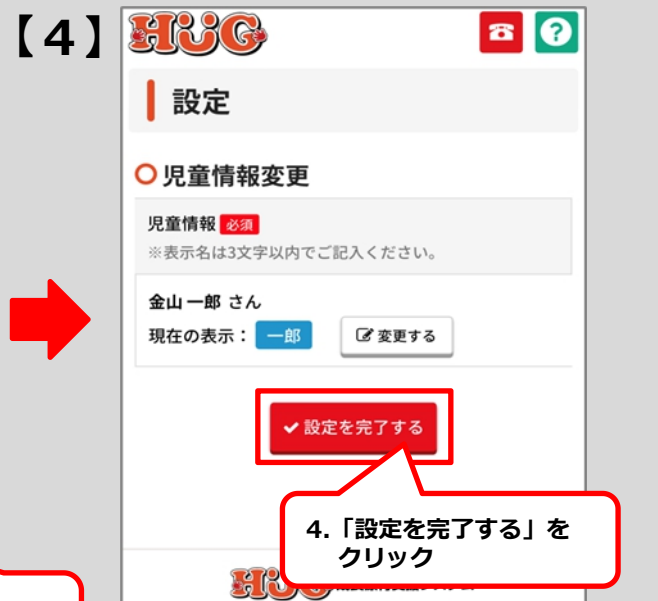 【4】
HUG
?
設定
児童情報変更
児童情報 必須
※表示名は3文字以内でご記入ください。
金山 一郎 さん
現在の表示： 一郎 変更する
設定を完了する
4.「設定を完了する」を
クリック
HUG